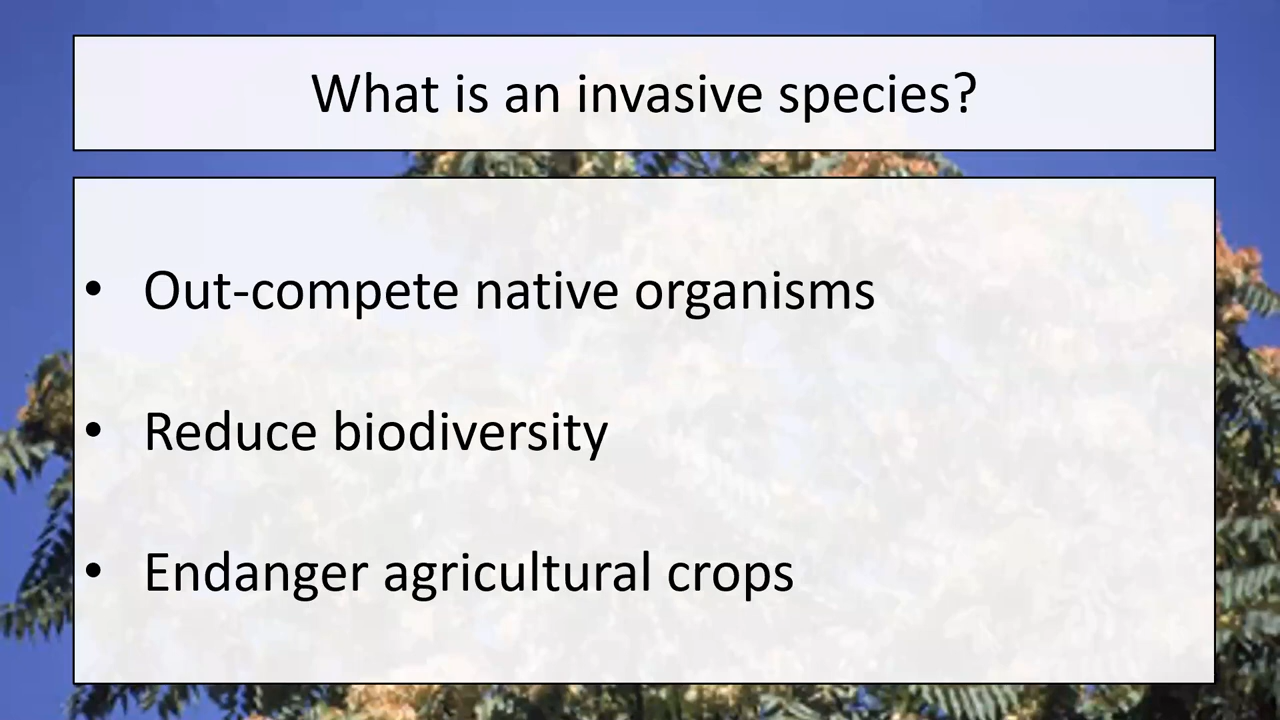 What is an invasive species?
• Out-compete native organisms
• Reduce biodiversity
• Endanger agricultural crops